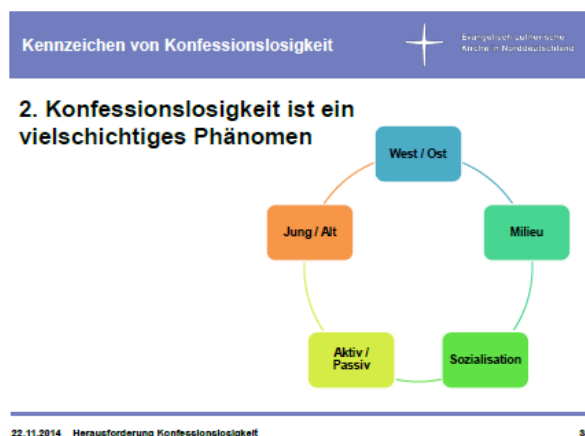 Kennzeichen von Konfessionslosigkeit
Evangelisch-Lutherische
Kirche in Norddeutschland
2. Konfessionslosigkeit ist ein
vielschichtiges Phänomen
West / Ost
Jung / Alt
Milieu
Aktiv /
Passiv
Sozialisation
22.11.2014 Herausforderung Konfessionslosigkeit